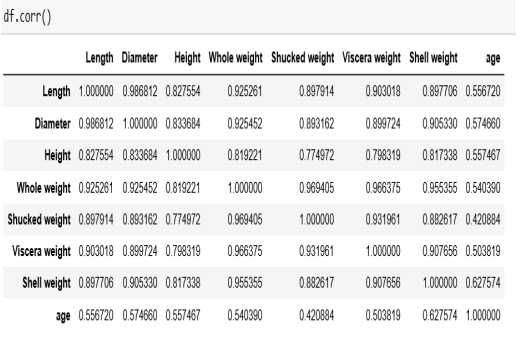 df.corr()
Length Diameter Height Whole weight Shucked weight Viscera weight Shell weight age
Length 1.000000 0.986812 0.827554 0.925261 0.897914 0.903018 0.897706 0.556720
Diameter 0.986812 1.000000 0.833684 0.925452 0.893162 0.899724 0.905330 0.574660
Height 0.827554 0.833684 1.000000 0.819221 0.774972 0.798319 0.817338 0.557467
Whole weight 0.925261 0.925452 0.819221 1.000000 0.969405 0.966375 0.955355 0.540390
Shucked weight 0.897914 0.893162 0.774972 0.969405 1.000000 0.931961 0.882617 0.420884
Viscera weight 0.903018 0.899724 0.798319 0.966375 0.931961 1.000000 0.907656 0.503819
Shell weight 0.897706 0.905330 0.817338 0.955355 0.882617 0.907656 1.000000 0.627574
age 0.556720 0.574660 0.557467 0.540390 0.420884 0.503819 0.627574 1.000000